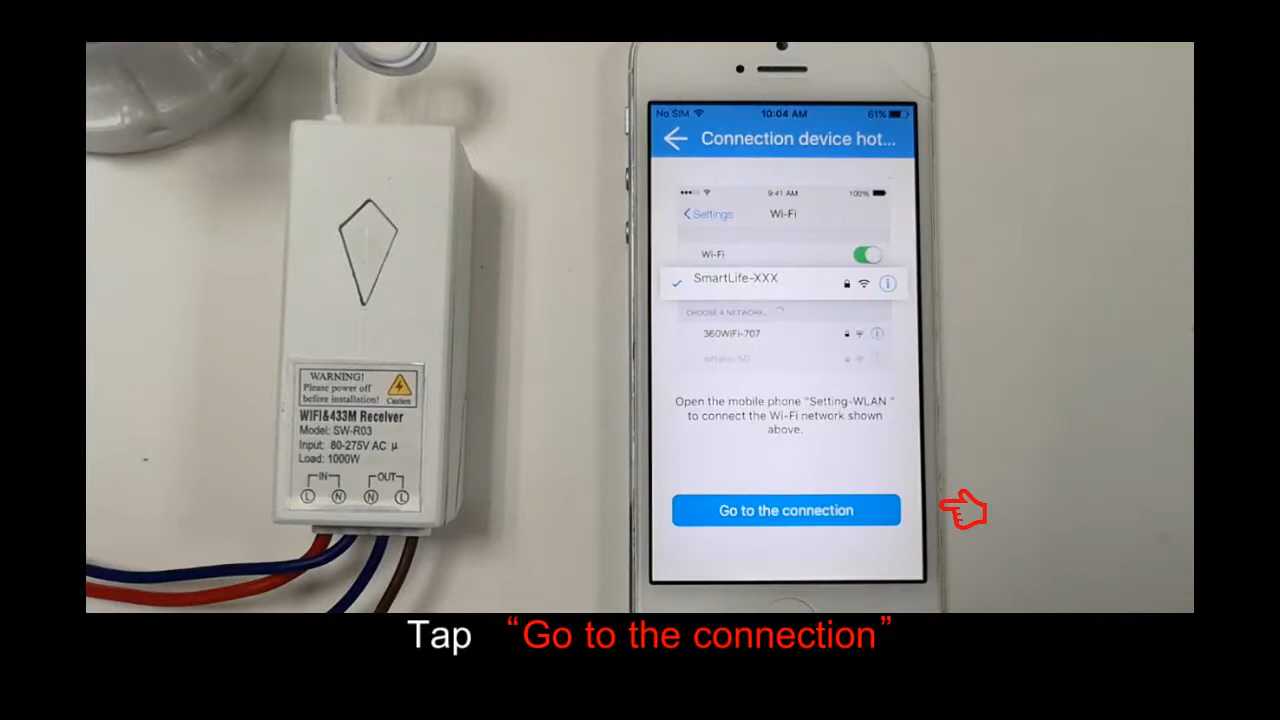 WARNING!
Please power off
before installation!
Caution
WIFI&433M Receiver
Model: SW-R03
Input: 80-275V AC μ
Load: 1000W
IN OUT
L N N L
No SIM 10:04 AM 61%
Connection device hot...
9:41 AM 100%
Settings Wi-Fi
Wi-Fi
SmartLife-XXX
CHOOSE A NETWORK...
360WiFi-707
Open the mobile phone "Setting-WLAN "
to connect the Wi-Fi network shown
above.
Go to the connection
Tap “Go to the connection”